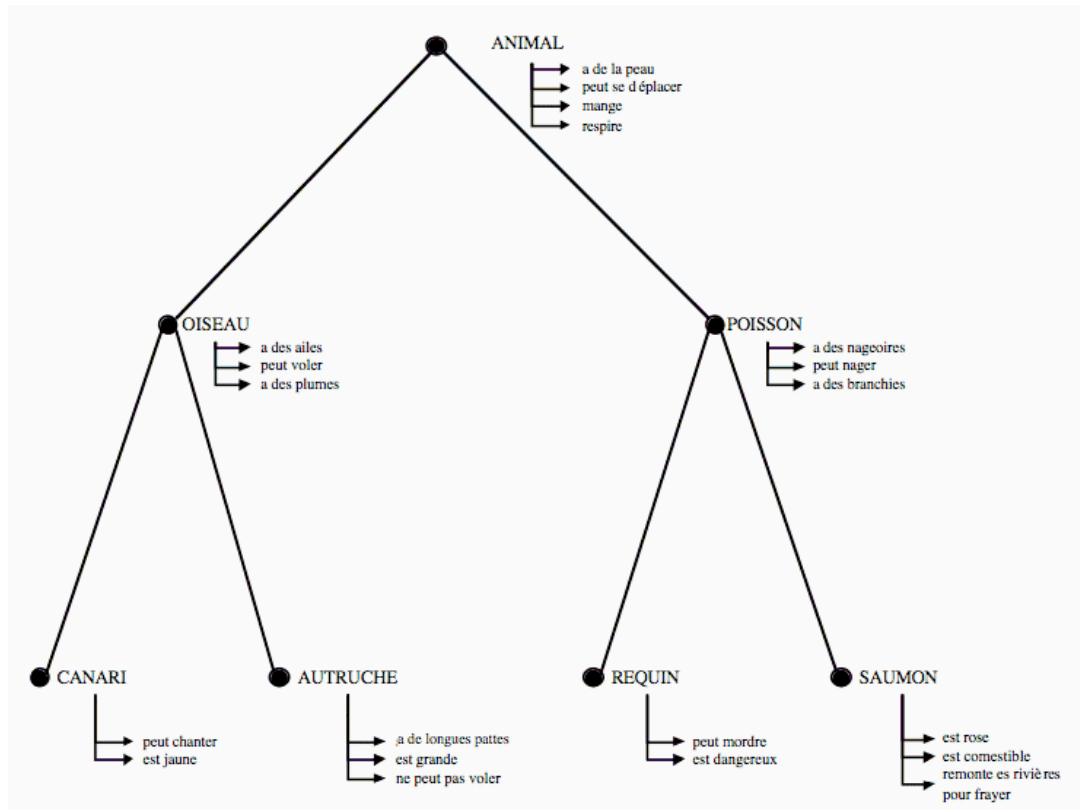 ANIMAL
a de la peau
peut se d éplacer
mange
respire
OISEAU
a des ailes
peut voler
a des plumes
POISSON
a des nageoires
peut nager
a des branchies
CANARI
peut chanter
est jaune
AUTRUCHE
a de longues pattes
est grande
ne peut pas voler
REQUIN
peut mordre
est dangereux
SAUMON
est rose
est comestible
remonte es riviè res
pour frayer